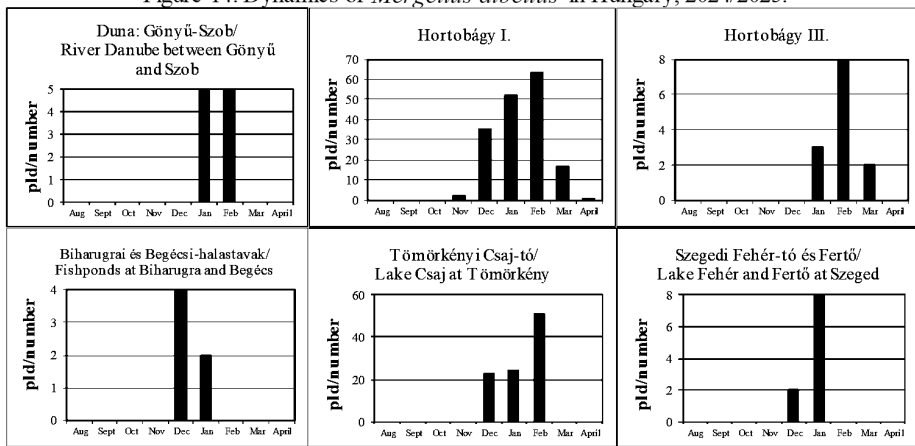 Figure 14. Dynamics of Mergellus albellus in Hungary, 2024/2025.
Duna: Gönyű-Szob/
River Danube between Gönyű
and Szob
pld/number
5
4
3
2
1
0
Aug Sept Oct Nov Dec Jan Feb Mar April
Hortobágy I.
pld/number
70
60
50
40
30
20
10
0
Aug Sept Oct Nov Dec Jan Feb Mar April
Hortobágy III.
pld/number
8
6
4
2
0
Aug Sept Oct Nov Dec Jan Feb Mar April
Biharugrai és Begécsi-halastavak/
Fishponds at Biharugra and Begécs
pld/number
4
3
2
1
0
Aug Sept Oct Nov Dec Jan Feb Mar April
Tömörkényi Csaj-tó/
Lake Csaj at Tömörkény
pld/number
60
40
20
0
Aug Sept Oct Nov Dec Jan Feb Mar April
Szegedi Fehér-tó és Fertő/
Lake Fehér and Fertő at Szeged
pld/number
8
6
4
2
0
Aug Sept Oct Nov Dec Jan Feb Mar April